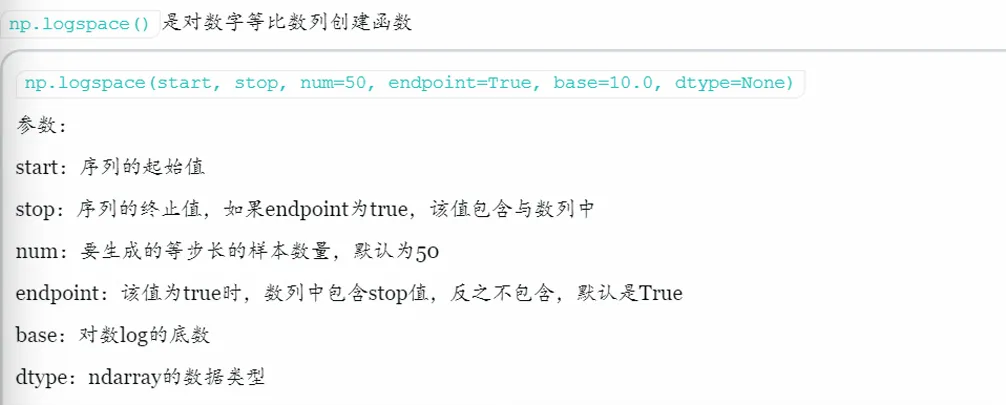 np.logspace() 是对数字等比数列创建函数
np.logspace(start, stop, num=50, endpoint=True, base=10.0, dtype=None)
参数：
start：序列的起始值
stop：序列的终止值，如果endpoint为true，该值包含与数列中
num：要生成的等步长的样本数量，默认为50
endpoint：该值为true时，数列中包含stop值，反之不包含，默认是True
base：对数log的底数
dtype：ndarray的数据类型